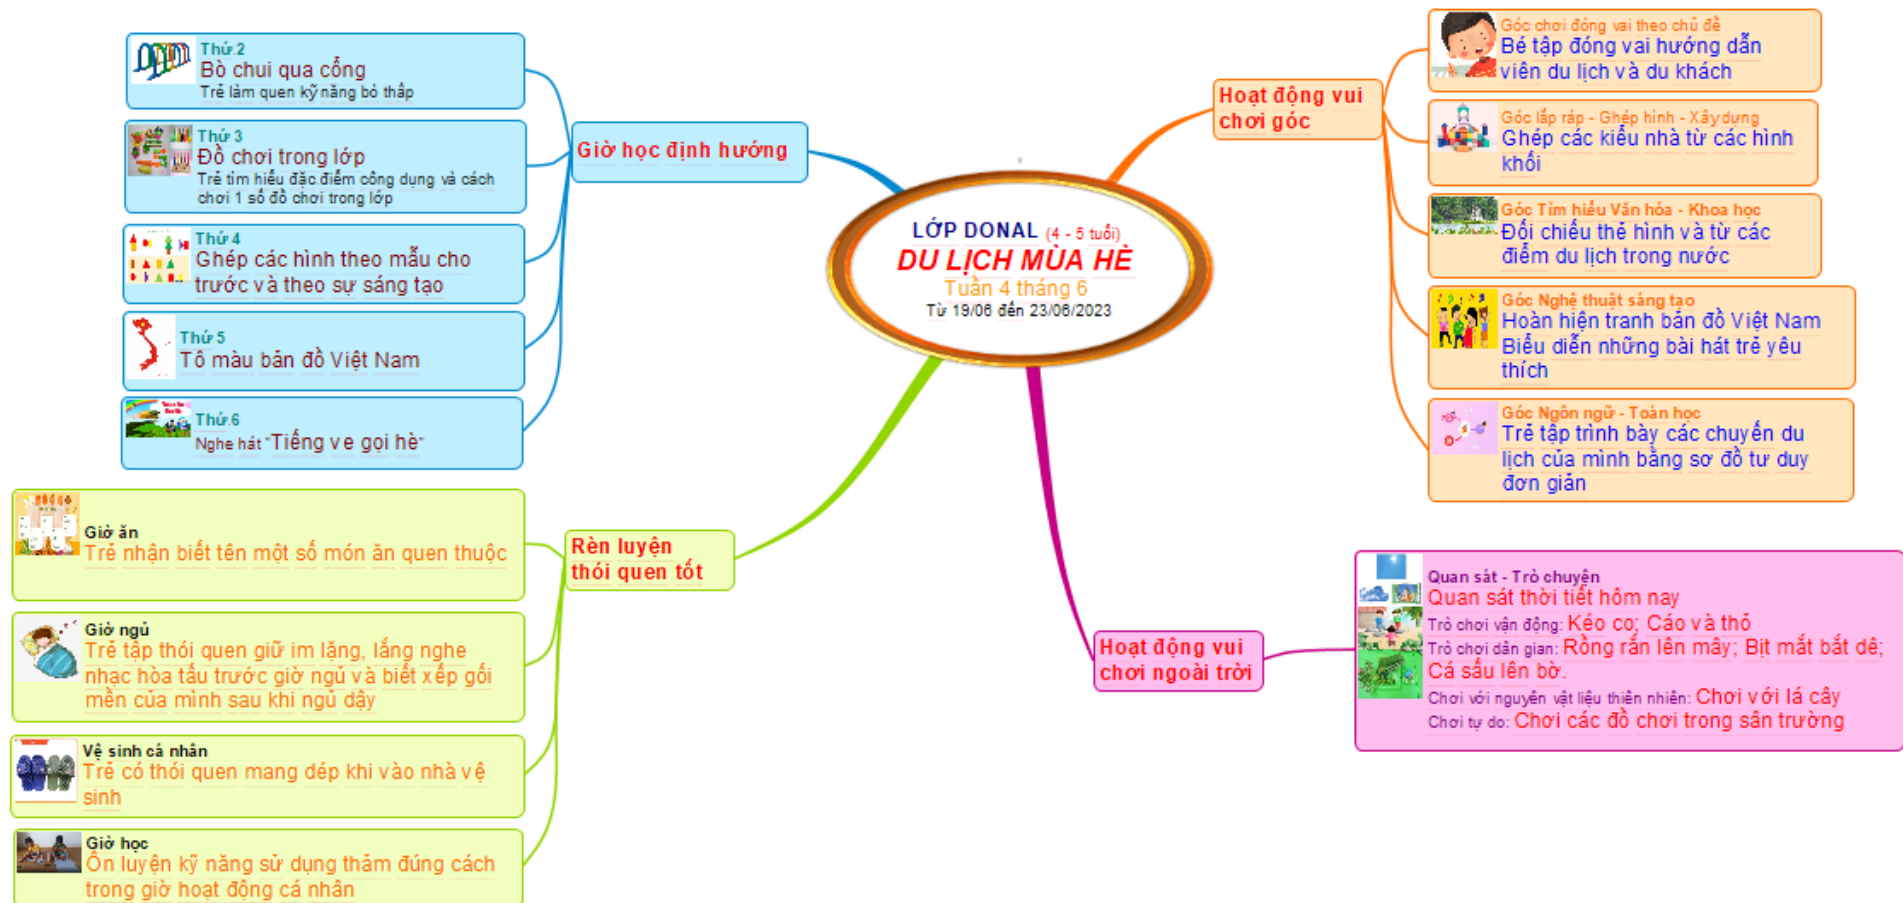 LỚP DONAL (4 - 5 tuổi)
DU LỊCH MÙA HÈ
Tuần 4 tháng 6
Từ 19/06 đến 23/06/2023
Giờ học định hướng
Thứ 2
Bò chui qua cổng
Trẻ làm quen kỹ năng bò thấp
Thứ 3
Đồ chơi trong lớp
Trẻ tìm hiểu đặc điểm công dụng và cách
chơi 1 số đồ chơi trong lớp
Thứ 4
Ghép các hình theo mẫu cho
trước và theo sự sáng tạo
Thứ 5
Tô màu bản đồ Việt Nam
Thứ 6
Nghe hát "Tiếng ve gọi hè"
Rèn luyện
thói quen tốt
Giờ ăn
Trẻ nhận biết tên một số món ăn quen thuộc
Giờ ngủ
Trẻ tập thói quen giữ im lặng, lắng nghe
nhạc hòa tấu trước giờ ngủ và biết xếp gối
mền của mình sau khi ngủ dậy
Vệ sinh cá nhân
Trẻ có thói quen mang dép khi vào nhà vệ
sinh
Giờ học
Ôn luyện kỹ năng sử dụng thảm đúng cách
trong giờ hoạt động cá nhân
Hoạt động vui
chơi góc
Góc chơi đóng vai theo chủ đề
Bé tập đóng vai hướng dẫn
viên du lịch và du khách
Góc lắp ráp - Ghép hình - Xây dựng
Ghép các kiểu nhà từ các hình
khối
Góc Tìm hiểu Văn hóa - Khoa học
Đối chiếu thẻ hình và từ các
điểm du lịch trong nước
Góc Nghệ thuật sáng tạo
Hoàn hiện tranh bản đồ Việt Nam
Biểu diễn những bài hát trẻ yêu
thích
Góc Ngôn ngữ - Toán học
Trẻ tập trình bày các chuyến du
lịch của mình bằng sơ đồ tư duy
đơn giản
Hoạt động vui
chơi ngoài trời
Quan sát - Trò chuyện
Quan sát thời tiết hôm nay
Trò chơi vận động: Kéo co; Cáo và thỏ
Trò chơi dân gian: Rồng rắn lên mây; Bịt mắt bắt dê;
Cá sấu lên bờ.
Chơi với nguyên vật liệu thiên nhiên: Chơi với lá cây
Chơi tự do: Chơi các đồ chơi trong sân trường